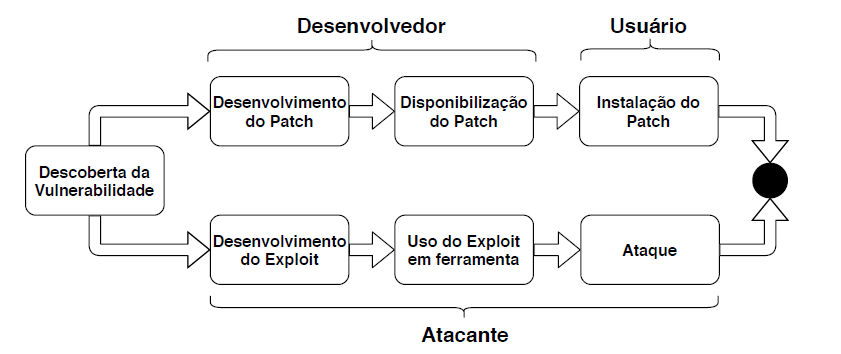 Desenvolvedor
Usuário
Desenvolvimento
do Patch
Disponibilização
do Patch
Instalação do
Patch
Descoberta da
Vulnerabilidade
Desenvolvimento
do Exploit
Uso do Exploit
em ferramenta
Ataque
Atacante